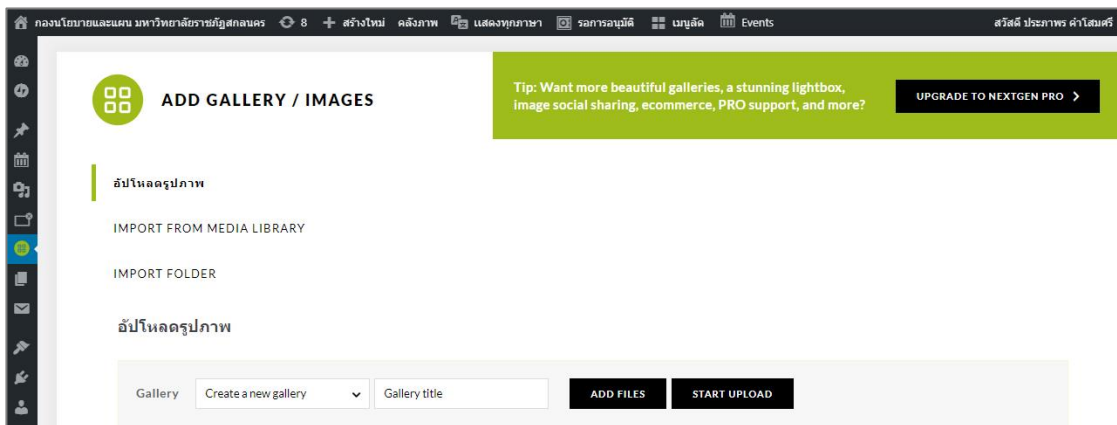 กองนโยบายและแผน มหาวิทยาลัยราชภัฏสกลนคร 8 + สร้างใหม่ คลังภาพ แสดงทุกภาษา รอการอนุมัติ เมนูลัด Events สวัสดี ประภาพร คำโสมศรี
ADD GALLERY / IMAGES
Tip: Want more beautiful galleries, a stunning lightbox,
image social sharing, ecommerce, PRO support, and more?
UPGRADE TO NEXTGEN PRO
อัปโหลดรูปภาพ
IMPORT FROM MEDIA LIBRARY
IMPORT FOLDER
อัปโหลดรูปภาพ
Gallery Create a new gallery Gallery title ADD FILES START UPLOAD